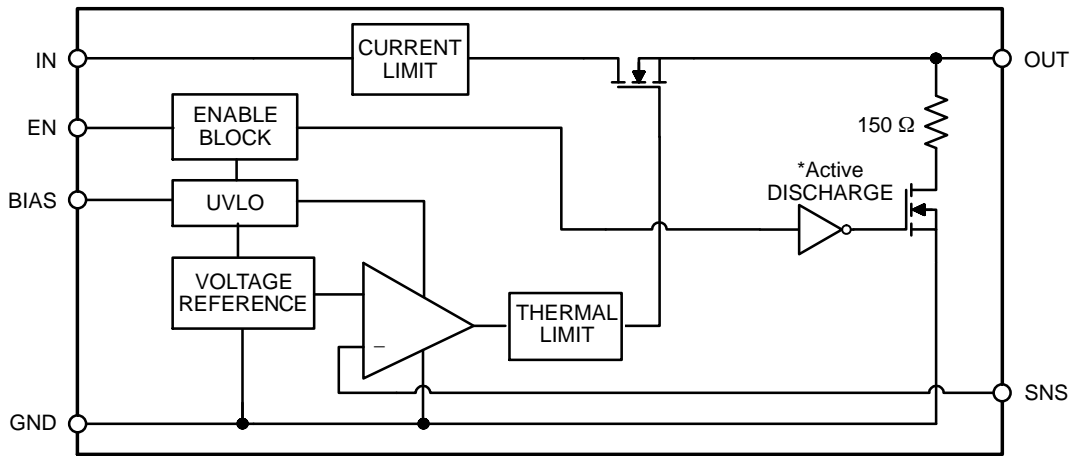 IN
CURRENT
LIMIT
OUT
EN
ENABLE
BLOCK
150 Ω
*Active
DISCHARGE
BIAS
UVLO
VOLTAGE
REFERENCE
THERMAL
LIMIT
−
SNS
GND